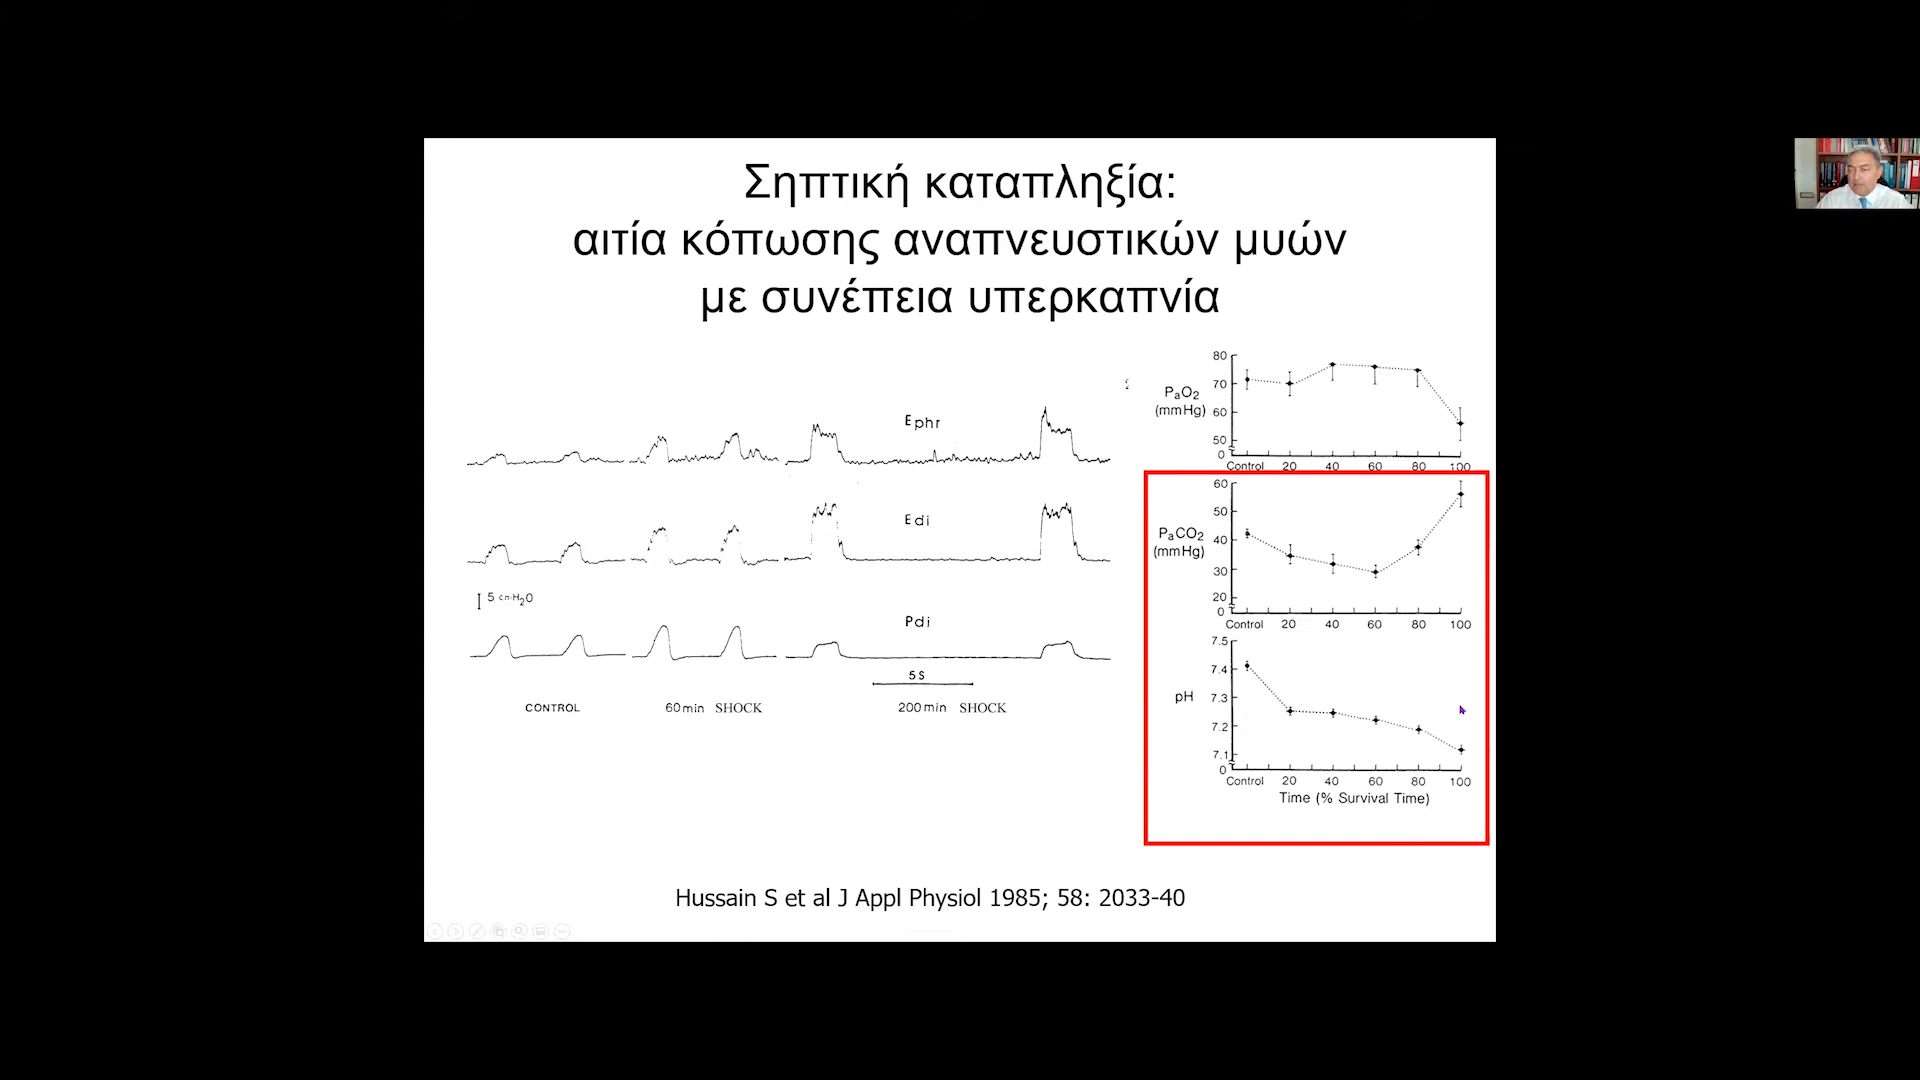 Σηπτική καταπληξία:
αιτία κόπωσης αναπνευστικών μυών
με συνέπεια υπερκαπνία
Ephr
Edi
5 cm H2O
Pdi
5 S
CONTROL
60 min SHOCK
200 min SHOCK
PaO2
(mmHg)
80
70
60
50
0
Control 20 40 60 80 100
PaCO2
(mmHg)
60
50
40
30
20
0
Control 20 40 60 80 100
pH
7.5
7.4
7.3
7.2
7.1
0
Control 20 40 60 80 100
Time (% Survival Time)
Hussain S et al J Appl Physiol 1985; 58: 2033-40